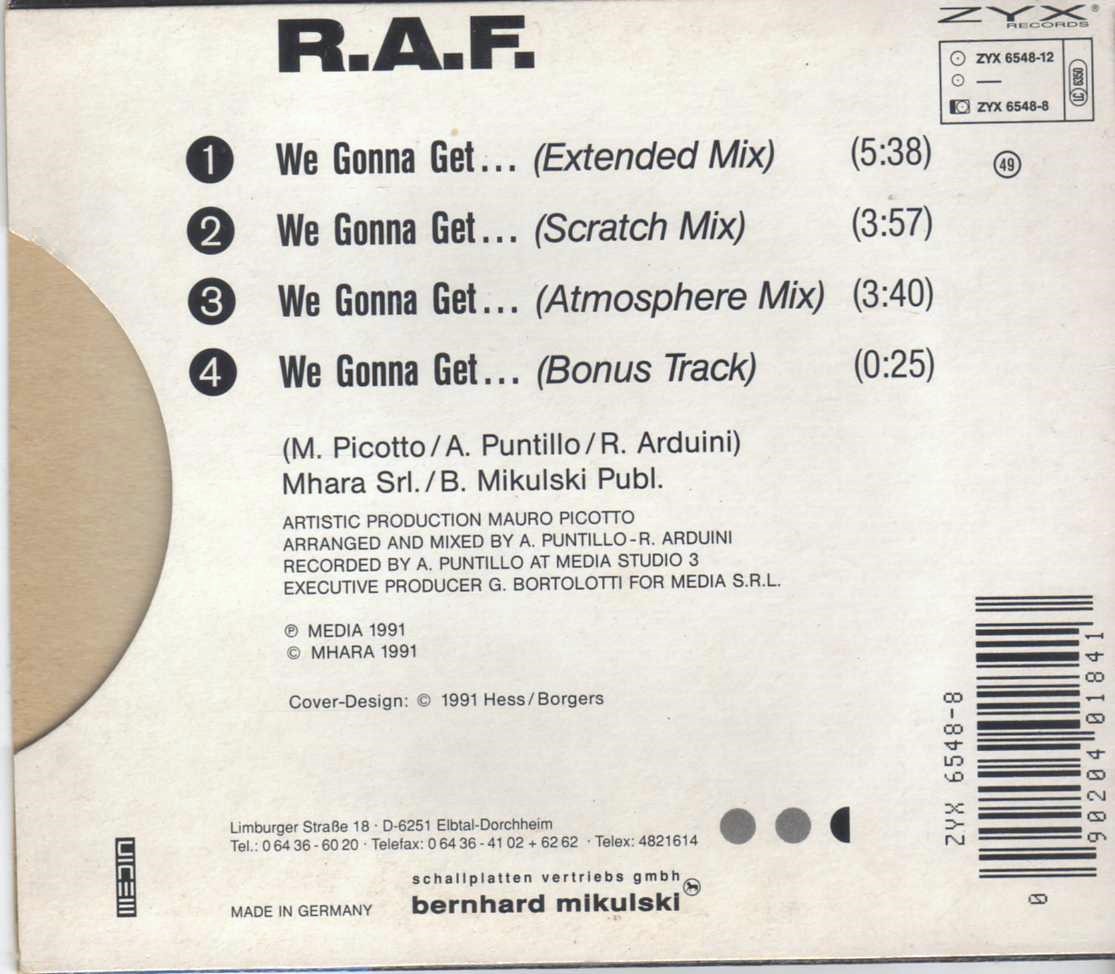 R.A.F.
ZYX®
RECORDS
ZYX 6548-12
—
ZYX 6548-8
LC 6350
49
1 We Gonna Get... (Extended Mix) (5:38)
2 We Gonna Get... (Scratch Mix) (3:57)
3 We Gonna Get... (Atmosphere Mix) (3:40)
4 We Gonna Get... (Bonus Track) (0:25)
(M. Picotto/A. Puntillo/R. Arduini)
Mhara Srl./B. Mikulski Publ.
ARTISTIC PRODUCTION MAURO PICOTTO
ARRANGED AND MIXED BY A. PUNTILLO-R. ARDUINI
RECORDED BY A. PUNTILLO AT MEDIA STUDIO 3
EXECUTIVE PRODUCER G. BORTOLOTTI FOR MEDIA S.R.L.
℗ MEDIA 1991
© MHARA 1991
Cover-Design: © 1991 Hess/Borgers
ZYX 6548-8
90204 01841
0
Limburger Straße 18 · D-6251 Elbtal-Dorchheim
Tel.: 0 64 36 - 60 20 · Telefax: 0 64 36 - 41 02 + 62 62 · Telex: 4821614
schallplatten vertriebs gmbh
bernhard mikulski
MADE IN GERMANY